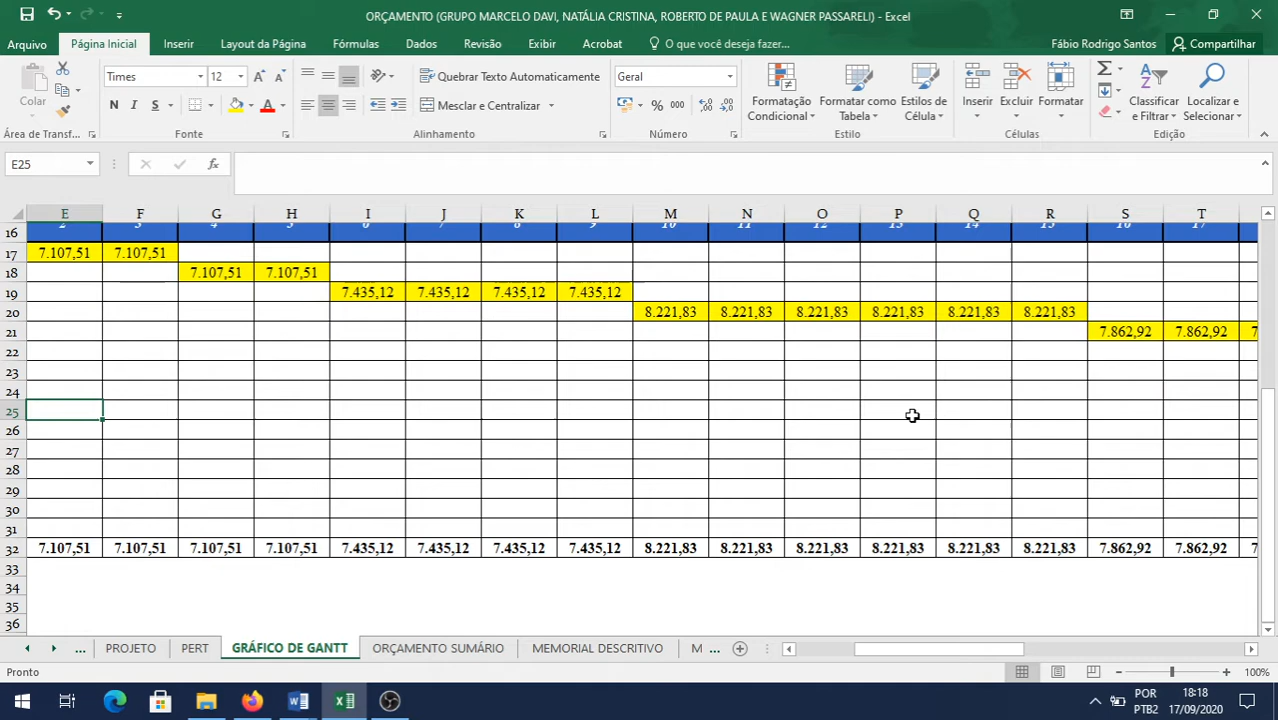 ORÇAMENTO (GRUPO MARCELO DAVI, NATÁLIA CRISTINA, ROBERTO DE PAULA E WAGNER PASSARELI) - Excel
Arquivo Página Inicial Inserir Layout da Página Fórmulas Dados Revisão Exibir Acrobat O que você deseja fazer... Fábio Rodrigo Santos Compartilhar
Times 12 Quebrar Texto Automaticamente Geral
Colar N I S Mesclar e Centralizar % 000 Formatação Condicional Formatar como Tabela Estilos de Célula Inserir Excluir Formatar Classificar e Filtrar Localizar e Selecionar
Área de Transf... Fonte Alinhamento Número Estilo Células Edição
E25 fx
E F G H I J K L M N O P Q R S T
16 2 3 4 5 6 7 8 9 10 11 12 13 14 15 16 17
17 7.107,51 7.107,51
18 7.107,51 7.107,51
19 7.435,12 7.435,12 7.435,12 7.435,12
20 8.221,83 8.221,83 8.221,83 8.221,83 8.221,83 8.221,83
21 7.862,92 7.862,92 7
22
23
24
25
26
27
28
29
30
31
32 7.107,51 7.107,51 7.107,51 7.107,51 7.435,12 7.435,12 7.435,12 7.435,12 8.221,83 8.221,83 8.221,83 8.221,83 8.221,83 8.221,83 7.862,92 7.862,92 7
33
34
35
36
... PROJETO PERT GRÁFICO DE GANTT ORÇAMENTO SUMÁRIO MEMORIAL DESCRITIVO M ...
Pronto 100%
POR 18:18
PTB2 17/09/2020